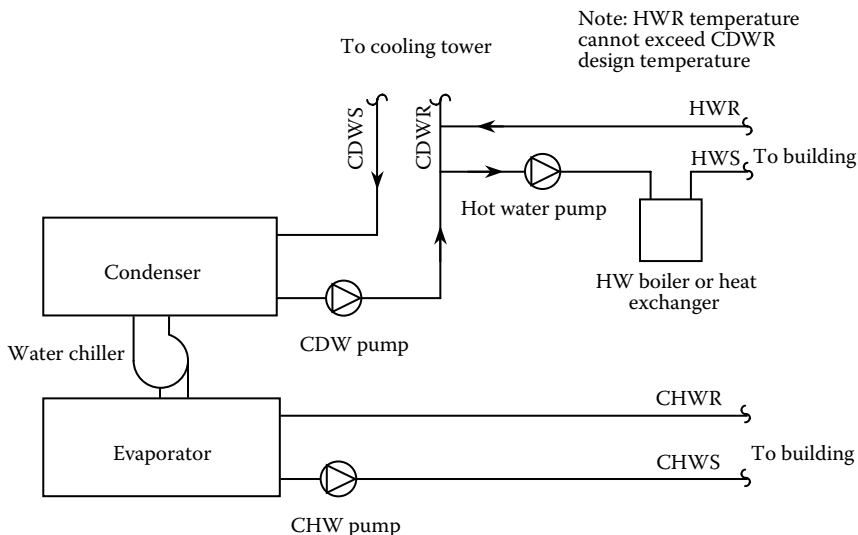 Note: HWR temperature
cannot exceed CDWR
design temperature
To cooling tower
CDWS
CDWR
HWR
HWS
To building
Hot water pump
Condenser
HW boiler or heat
exchanger
CDW pump
Water chiller
CHWR
Evaporator
To building
CHWS
CHW pump